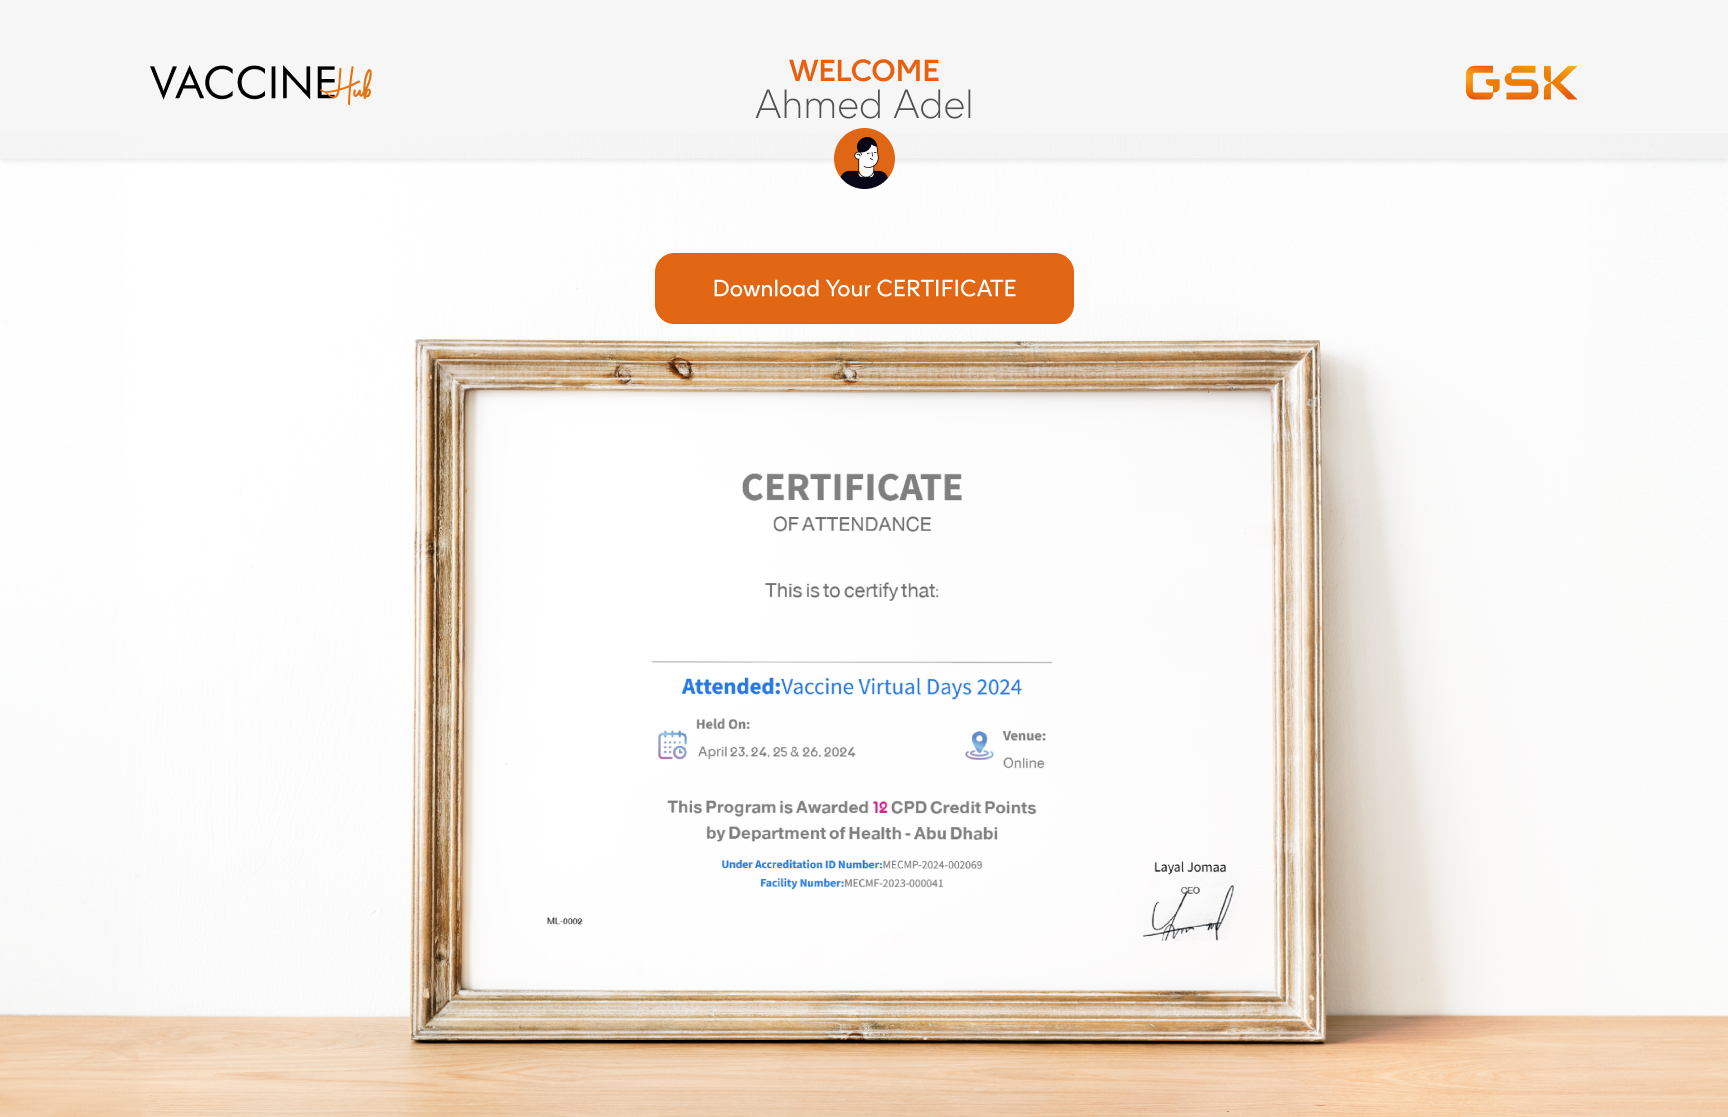 VACCINE Hub
WELCOME
Ahmed Adel
GSK
Download Your CERTIFICATE
CERTIFICATE
OF ATTENDANCE
This is to certify that:
Attended:Vaccine Virtual Days 2024
Held On:
April 23, 24, 25 & 26, 2024
Venue:
Online
This Program is Awarded 12 CPD Credit Points
by Department of Health - Abu Dhabi
Under Accreditation ID Number:MECMP-2024-002069
Facility Number:MECMF-2023-000041
Layal Jomaa
CEO
ML-0002